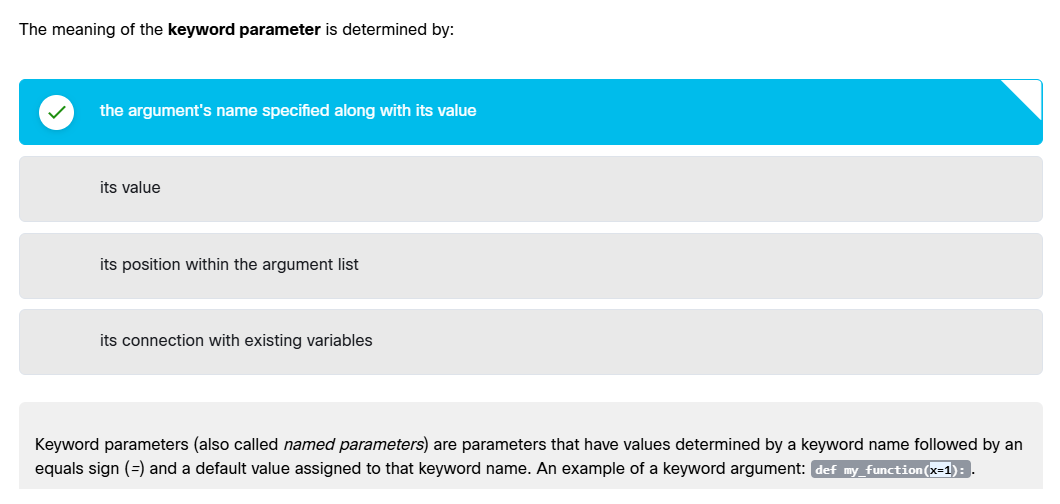 The meaning of the keyword parameter is determined by:
the argument's name specified along with its value
its value
its position within the argument list
its connection with existing variables
Keyword parameters (also called named parameters) are parameters that have values determined by a keyword name followed by an
equals sign (=) and a default value assigned to that keyword name. An example of a keyword argument: def my_function(x=1): .